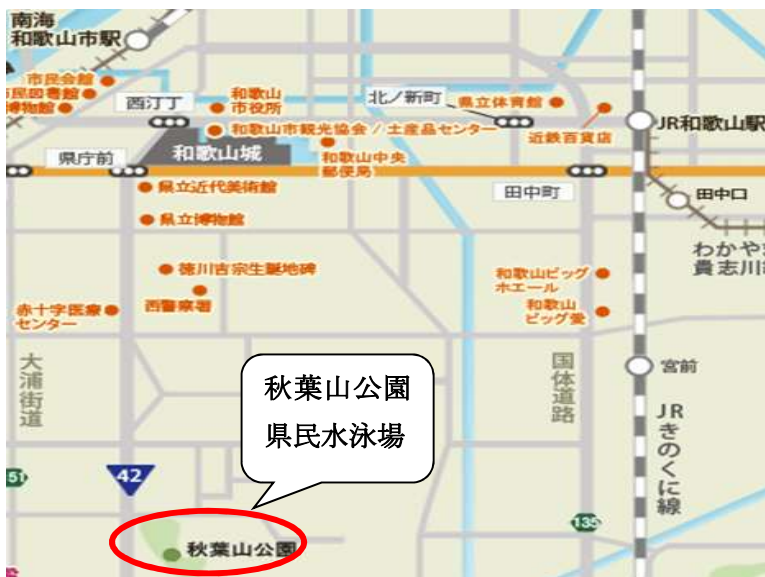 南海
和歌山市駅
市民会館
市民図書館
博物館
西汀丁
和歌山
市役所
北ノ新町
県立体育館
近鉄百貨店
JR和歌山駅
和歌山市観光協会 / 土産品センター
県庁前
和歌山城
和歌山中央
郵便局
田中町
田中口
県立近代美術館
県立博物館
わかやま
貴志川
徳川吉宗生誕地碑
西警察署
和歌山ビッグ
ホエール
和歌山
ビッグ愛
赤十字医療
センター
大浦街道
秋葉山公園
県民水泳場
国体道路
宮前
JRきのくに線
51
42
135
秋葉山公園